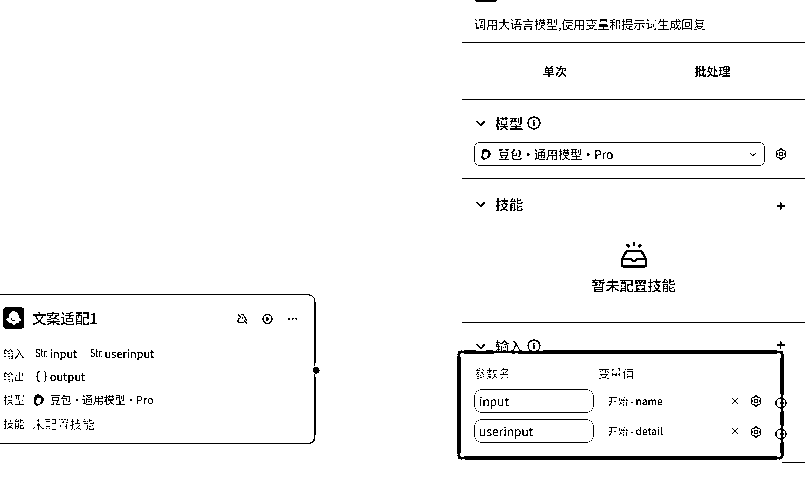 调用大语言模型,使用变量和提示词生成回复
单次 批处理
模型
豆包·通用模型·Pro
技能
暂未配置技能
输入
参数名 变量值
input 开始 - name
userinput 开始 - detail
文案适配1
输入 Str. input Str. userinput
输出 { } output
模型 豆包·通用模型·Pro
技能 未配置技能